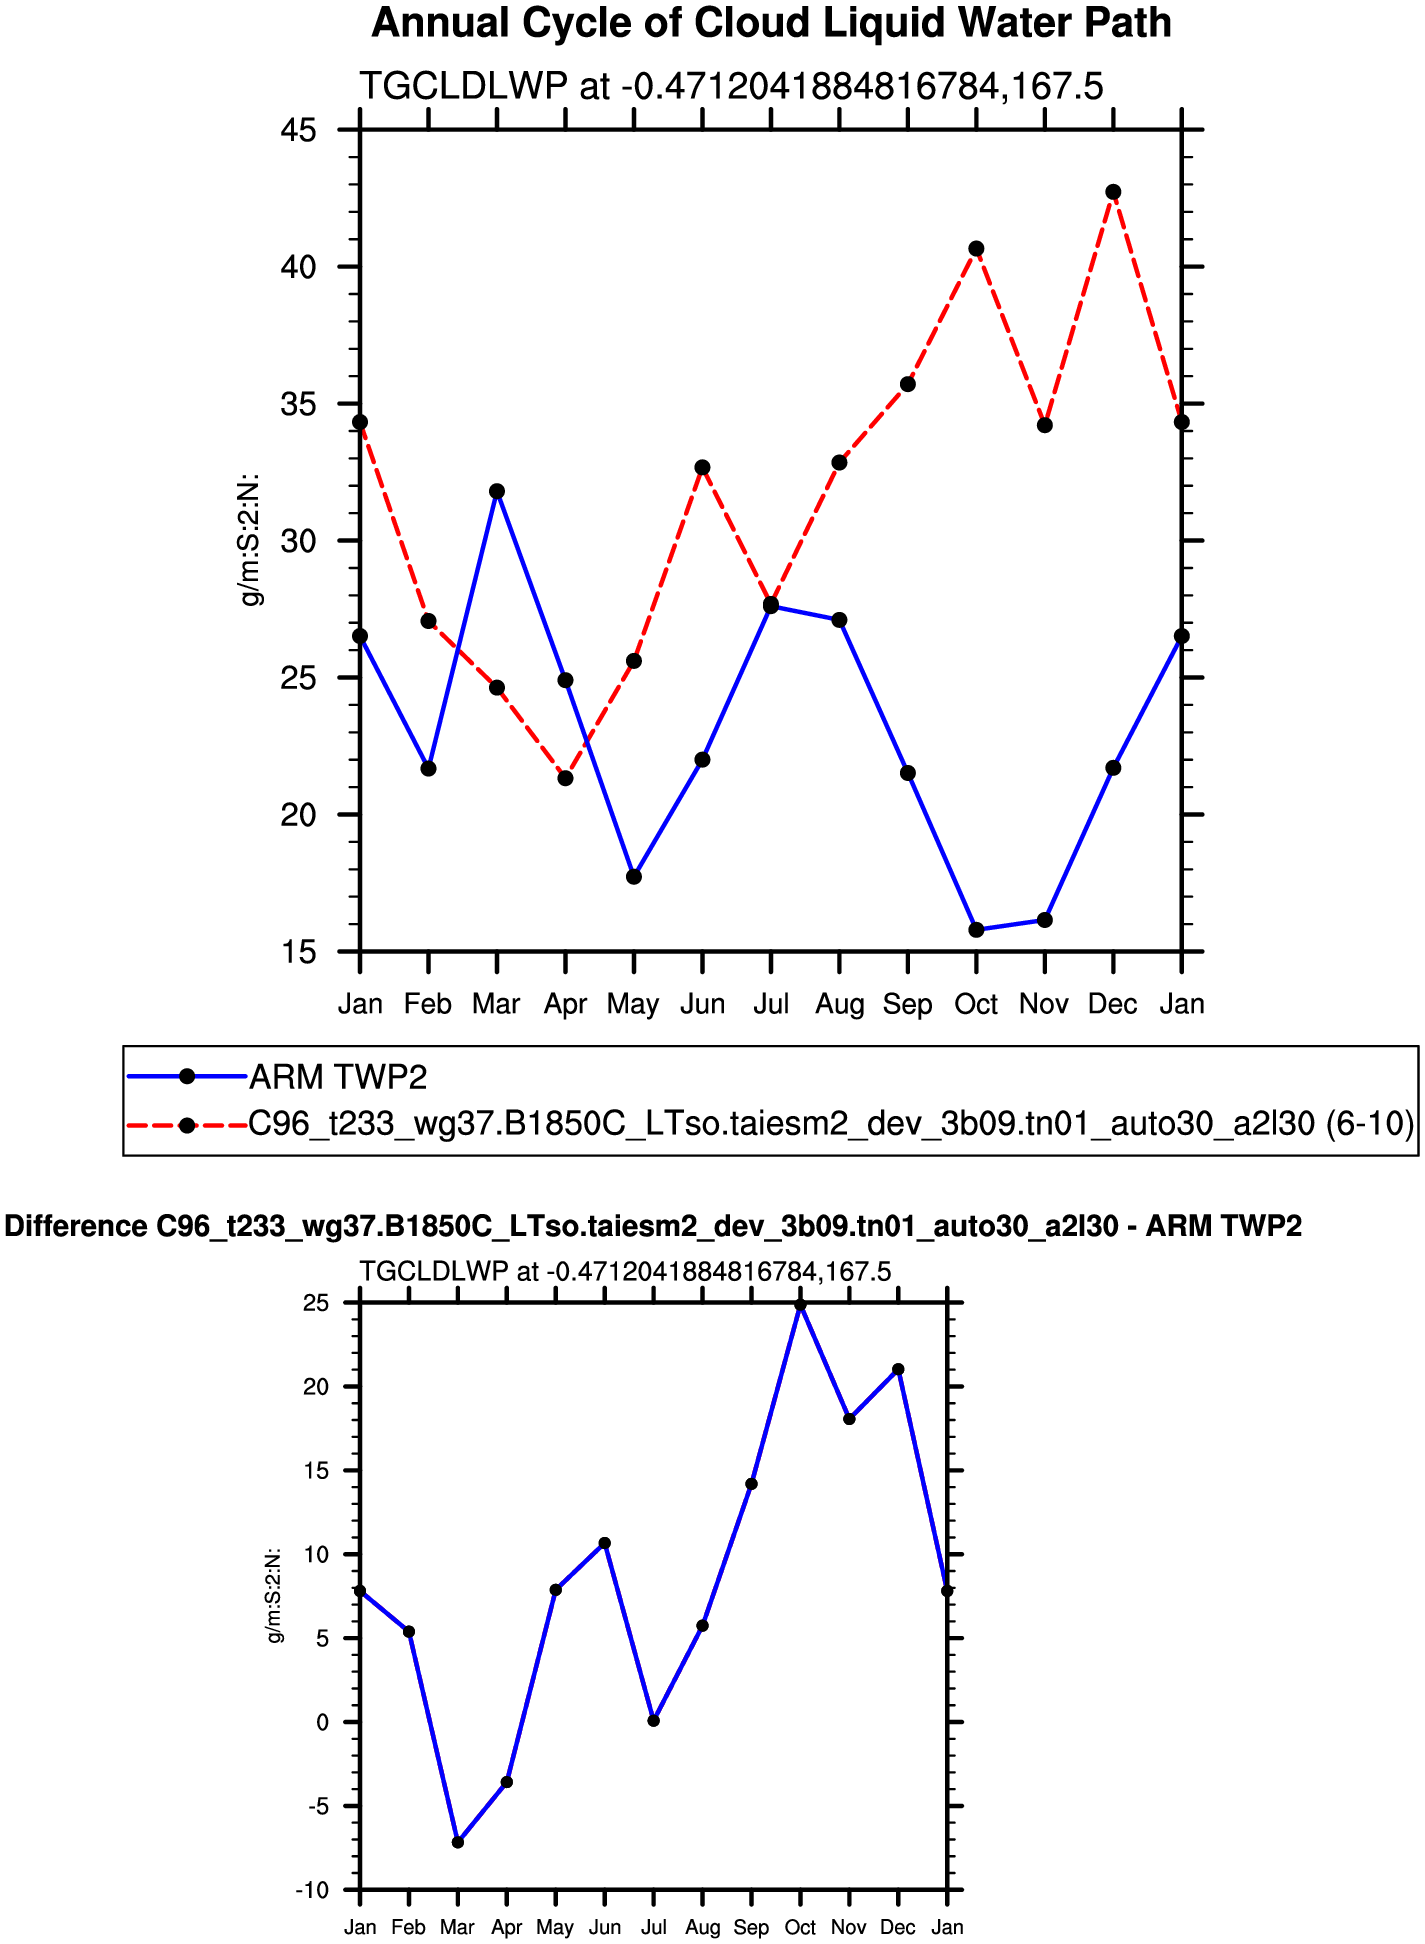 Annual Cycle of Cloud Liquid Water Path
TGCLDLWP at -0.4712041884816784,167.5
45
40
35
30
25
20
15
g/m:S:2:N:
Jan Feb Mar Apr May Jun Jul Aug Sep Oct Nov Dec Jan
ARM TWP2
C96_t233_wg37.B1850C_LTso.taiesm2_dev_3b09.tn01_auto30_a2l30 (6-10)
Difference C96_t233_wg37.B1850C_LTso.taiesm2_dev_3b09.tn01_auto30_a2l30 - ARM TWP2
TGCLDLWP at -0.4712041884816784,167.5
25
20
15
10
5
0
-5
-10
g/m:S:2:N:
Jan Feb Mar Apr May Jun Jul Aug Sep Oct Nov Dec Jan